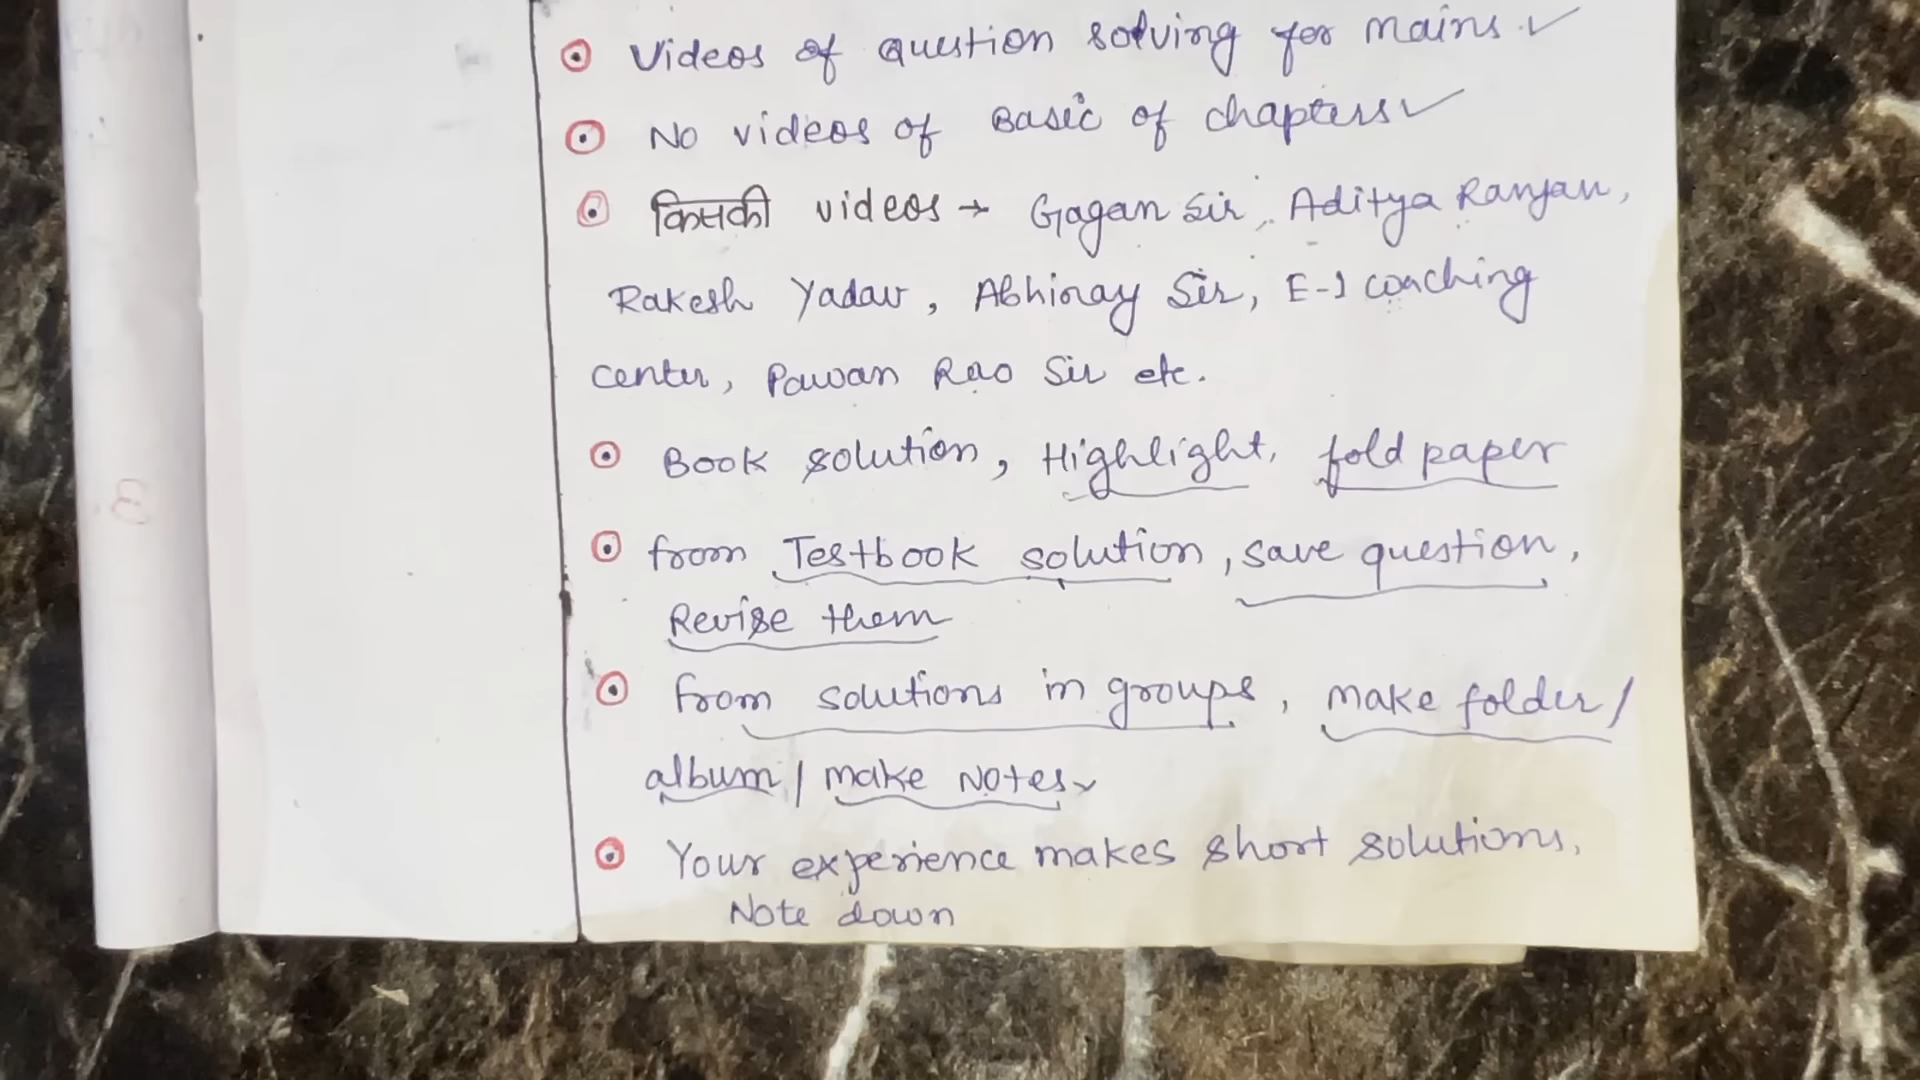 Videos of Question solving for mains.
No videos of Basic of chapters
किसकी videos → Gagan Sir, Aditya Ranjan,
Rakesh Yadav, Abhinay Sir, E-1 coaching
center, Pawan Rao Sir etc.
Book solution, Highlight, fold paper
from Testbook solution, save question,
Revise them
from solutions in groups, make folder/
album/make Notes
Your experience makes short solutions,
Note down